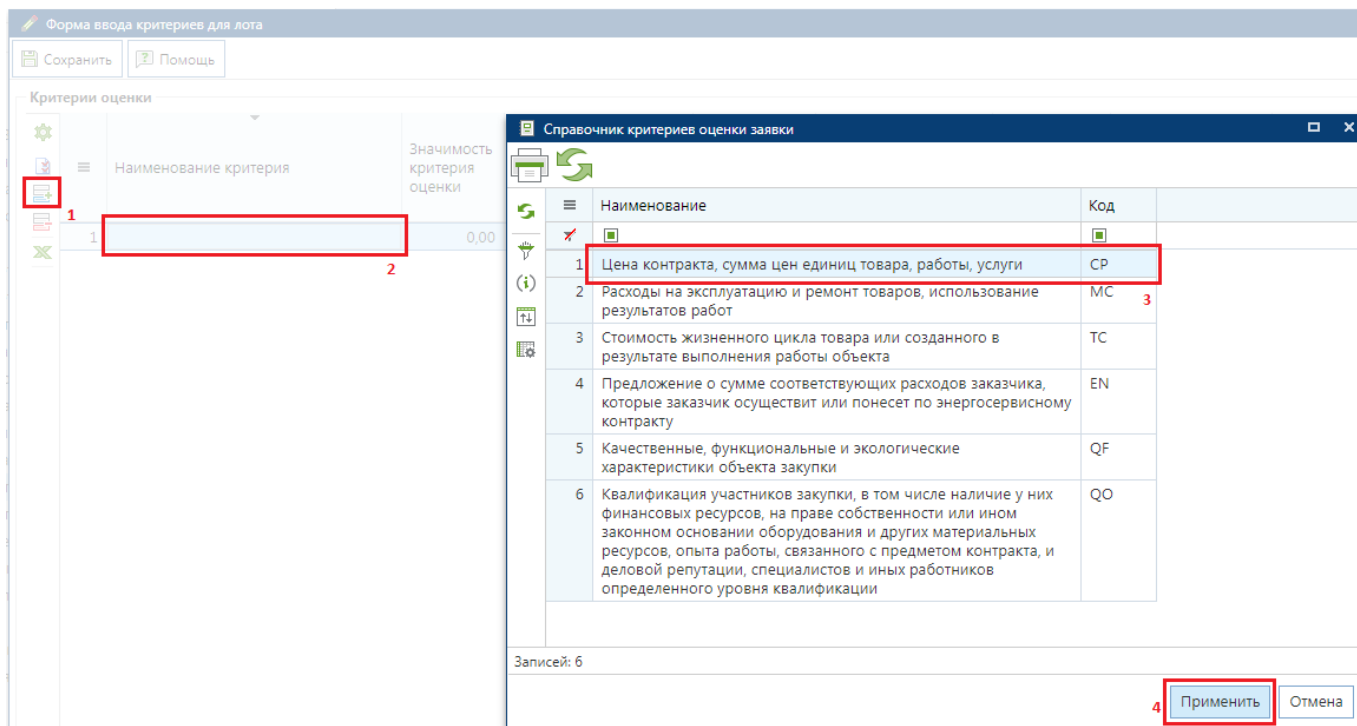 Форма ввода критериев для лота
Сохранить
Помощь
Критерии оценки
Наименование критерия
Значимость
критерия
оценки
1
1
0,00
2
Справочник критериев оценки заявки
Наименование
Код
1
Цена контракта, сумма цен единиц товара, работы, услуги
CP
2
Расходы на эксплуатацию и ремонт товаров, использование
результатов работ
MC
3
3
Стоимость жизненного цикла товара или созданного в
результате выполнения работы объекта
TC
4
Предложение о сумме соответствующих расходов заказчика,
которые заказчик осуществит или понесет по энергосервисному
контракту
EN
5
Качественные, функциональные и экологические
характеристики объекта закупки
QF
6
Квалификация участников закупки, в том числе наличие у них
финансовых ресурсов, на праве собственности или ином
законном основании оборудования и других материальных
ресурсов, опыта работы, связанного с предметом контракта, и
деловой репутации, специалистов и иных работников
определенного уровня квалификации
QO
Записей: 6
4
Применить
Отмена